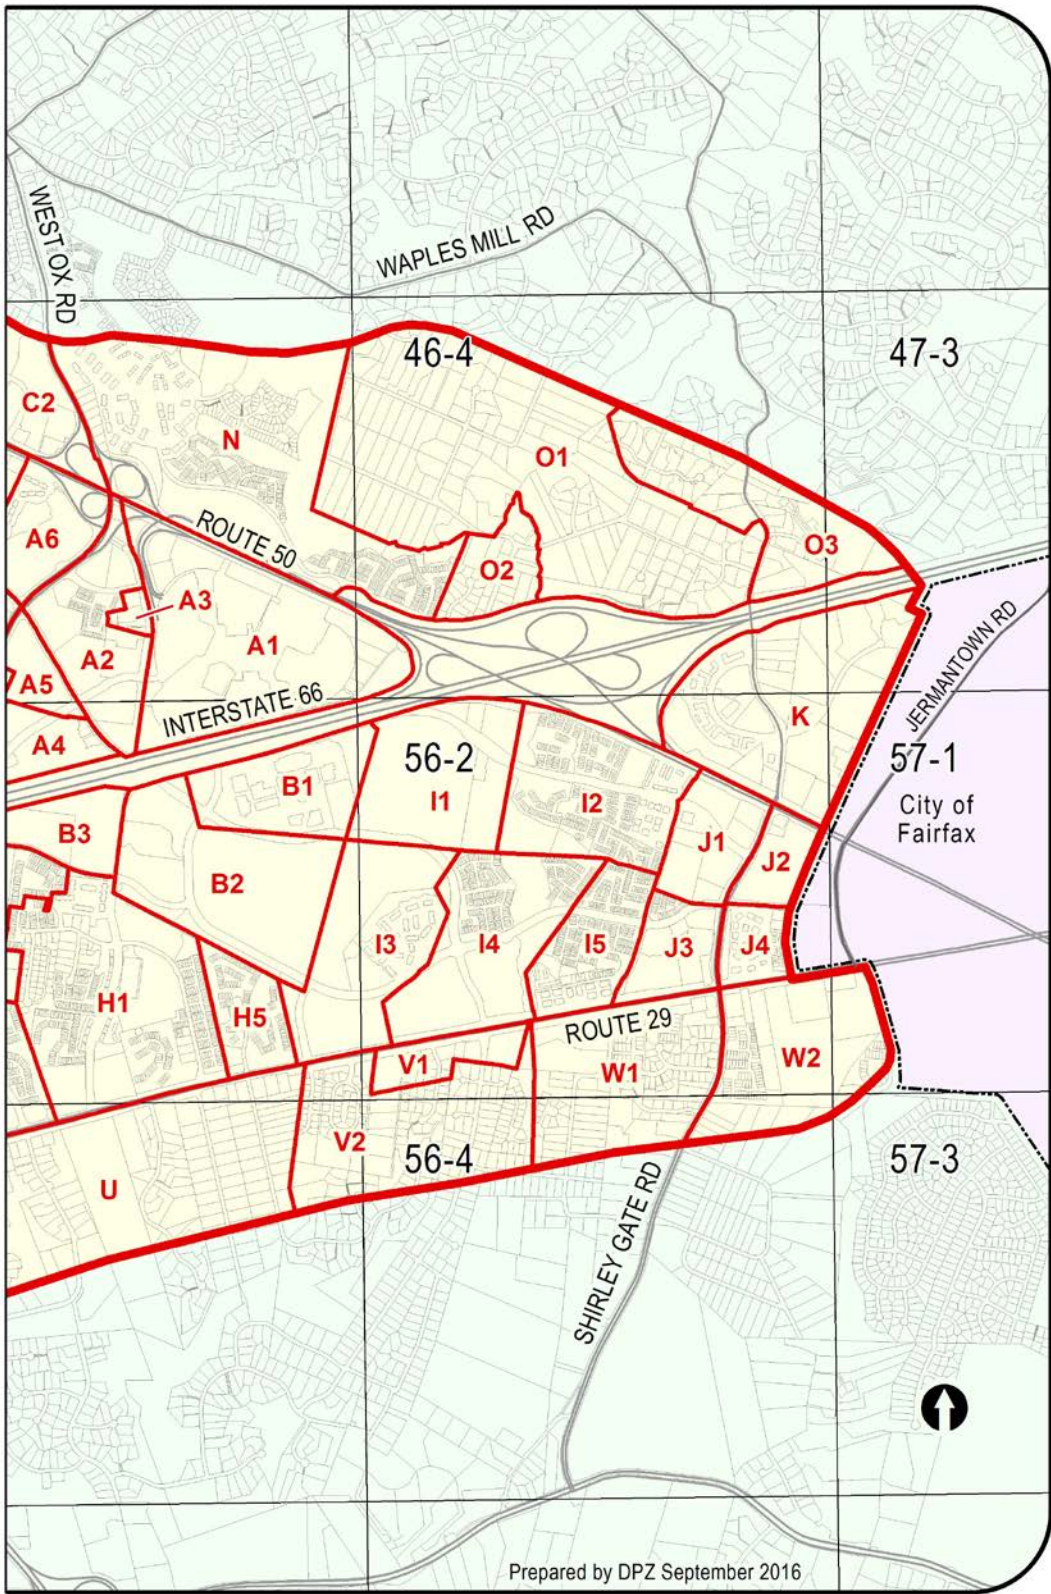 WEST OX RD
WAPLES MILL RD
46-4
47-3
C2
N
O1
ROUTE 50
A6
O3
O2
A3
A1
A2
JERMANTOWN RD
A5
INTERSTATE 66
K
A4
56-2
57-1
B1
I1
I2
City of
Fairfax
B3
J1
J2
B2
I3
I4
I5
J3
J4
H1
H5
ROUTE 29
V1
W1
W2
V2
56-4
57-3
U
SHIRLEY GATE RD
Prepared by DPZ September 2016